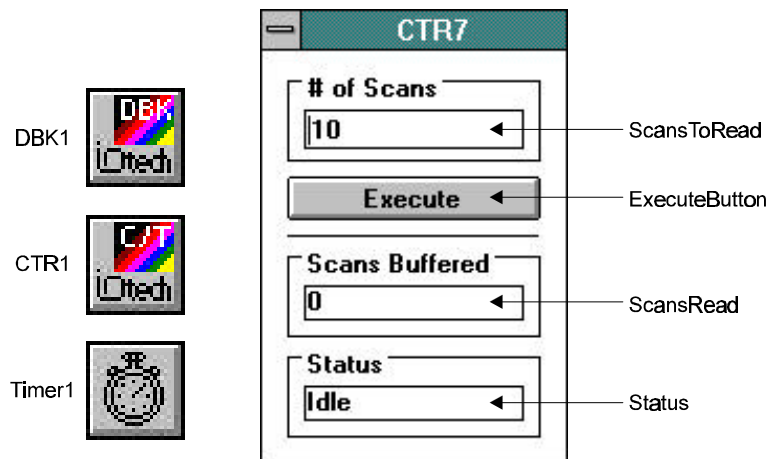 CTR7
# of Scans
10
ScansToRead
Execute
ExecuteButton
Scans Buffered
0
ScansRead
Status
Idle
Status
DBK1
DBK
iOtech
CTR1
C/T
iOtech
Timer1